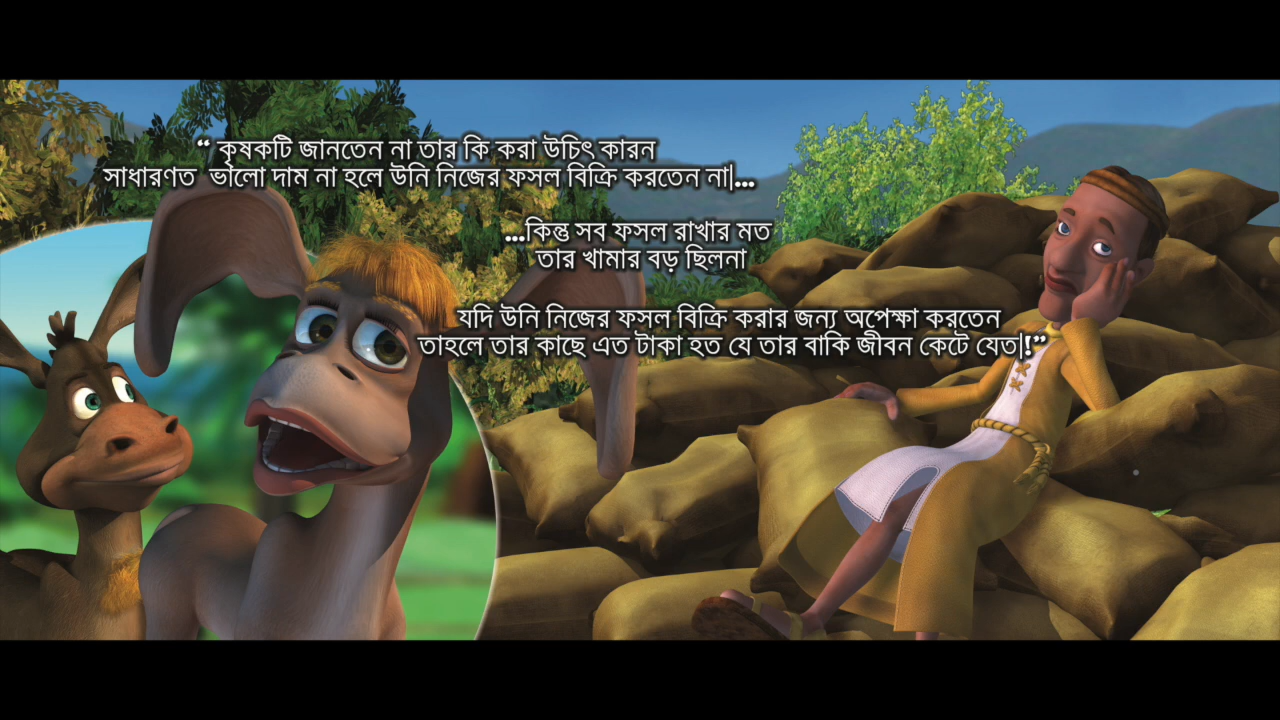 “ কৃষকটি জানতেন না তার কি করা উচিৎ কারন
সাধারণত ভালো দাম না হলে উনি নিজের ফসল বিক্রি করতেন না|...
...কিন্তু সব ফসল রাখার মত
তার খামার বড় ছিলনা
যদি উনি নিজের ফসল বিক্রি করার জন্য অপেক্ষা করতেন
তাহলে তার কাছে এত টাকা হত যে তার বাকি জীবন কেটে যেত|!”